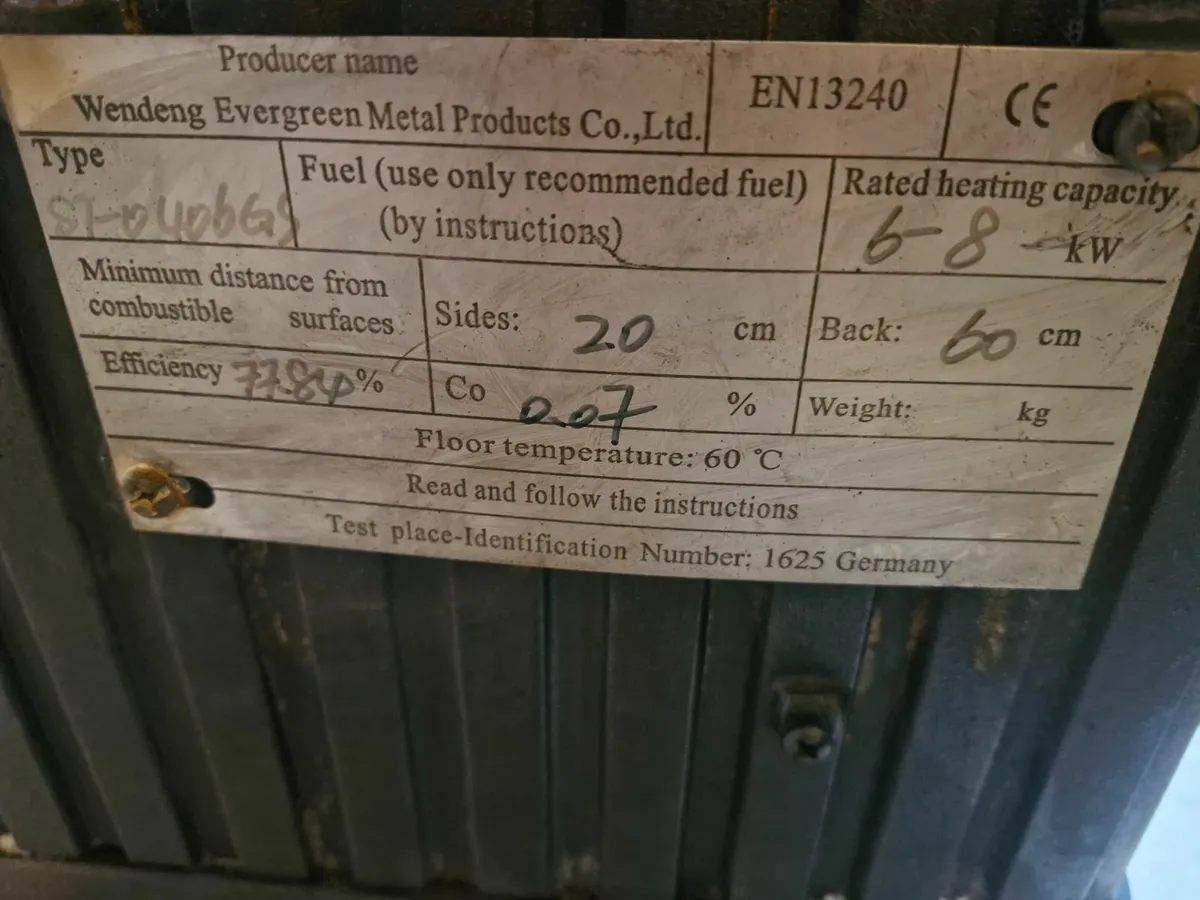 Producer name
Wendeng Evergreen Metal Products Co.,Ltd.
EN13240
CE
Type
Fuel (use only recommended fuel)
(by instructions)
Rated heating capacity
6-8 kW
Minimum distance from
combustible surfaces
Sides: 20 cm
Back: 60 cm
Efficiency 77.84 %
Co 0.07 %
Weight: kg
Floor temperature: 60 ℃
Read and follow the instructions
Test place-Identification Number: 1625 Germany